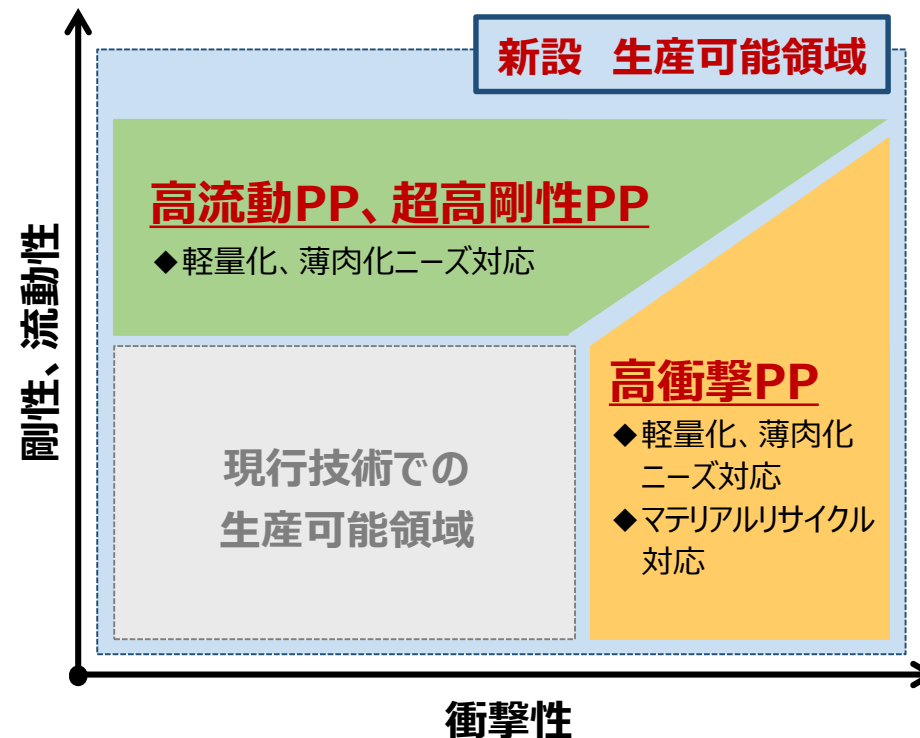 新設 生産可能領域
高流動PP、超高剛性PP
◆軽量化、薄肉化ニーズ対応
剛性、流動性
高衝撃PP
◆軽量化、薄肉化
ニーズ対応
◆マテリアルリサイクル
対応
現行技術での
生産可能領域
衝撃性